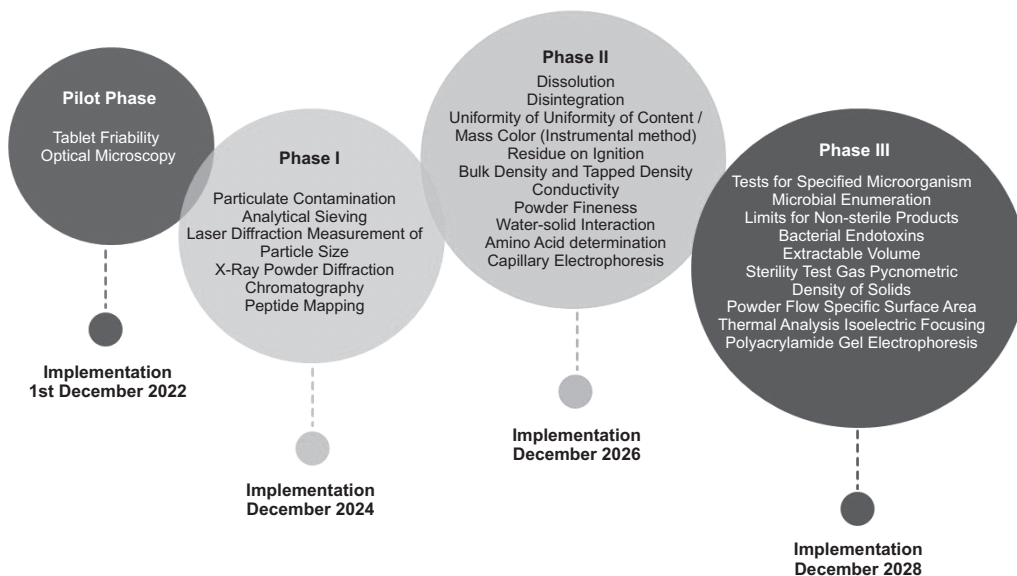 Pilot Phase
Tablet Friability
Optical Microscopy
Implementation
1st December 2022
Phase I
Particulate Contamination
Analytical Sieving
Laser Diffraction Measurement of
Particle Size
X-Ray Powder Diffraction
Chromatography
Peptide Mapping
Implementation
December 2024
Phase II
Dissolution
Disintegration
Uniformity of Uniformity of Content /
Mass Color (Instrumental method)
Residue on Ignition
Bulk Density and Tapped Density
Conductivity
Powder Fineness
Water-solid Interaction
Amino Acid determination
Capillary Electrophoresis
Implementation
December 2026
Phase III
Tests for Specified Microorganism
Microbial Enumeration
Limits for Non-sterile Products
Bacterial Endotoxins
Extractable Volume
Sterility Test Gas Pycnometric
Density of Solids
Powder Flow Specific Surface Area
Thermal Analysis Isoelectric Focusing
Polyacrylamide Gel Electrophoresis
Implementation
December 2028